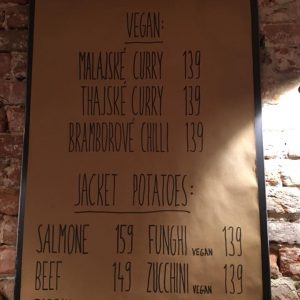 VEGAN:
MALAJSKÉ CURRY 139
THAJSKÉ CURRY 139
BRAMBOROVÉ CHILLI 139
JACKET POTATOES:
SALMONE 159 FUNGHI VEGAN 139
BEEF 149 ZUCCHINI VEGAN 139